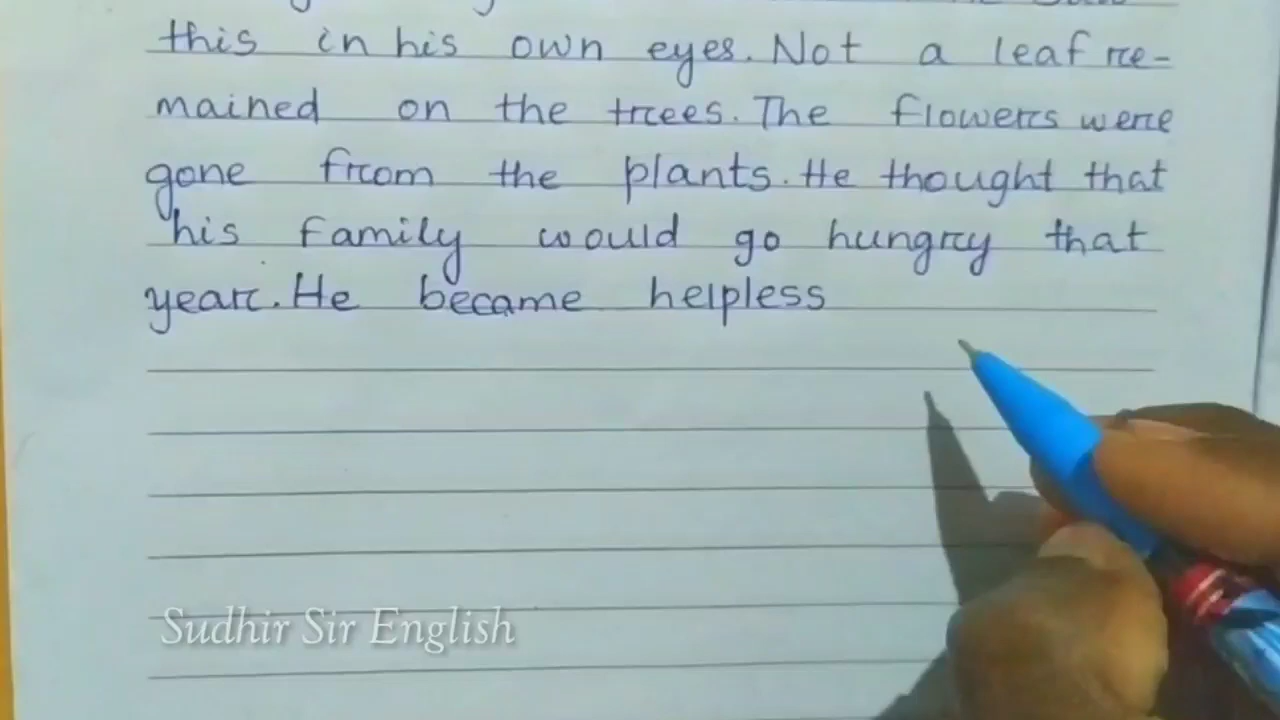 this in his own eyes. Not a leaf re-
mained on the trees. The flowers were
gone from the plants. He thought that
his family would go hungry that
year. He became helpless
Sudhir Sir English